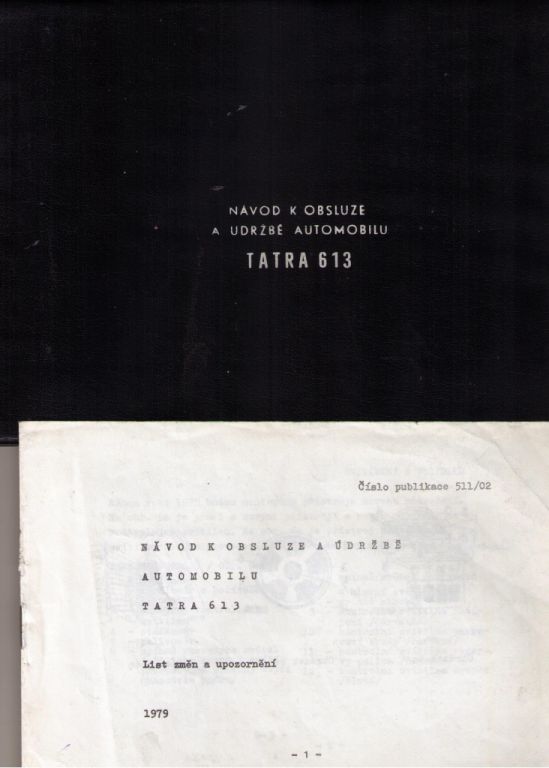 NÁVOD K OBSLUZE
A UDRŽBĚ AUTOMOBILU
TATRA 613
Číslo publikace 511/02
NÁVOD K OBSLUZE A ÚDRŽBĚ
AUTOMOBILU
TATRA 613
List změn a upozornění
1979
- 1 -